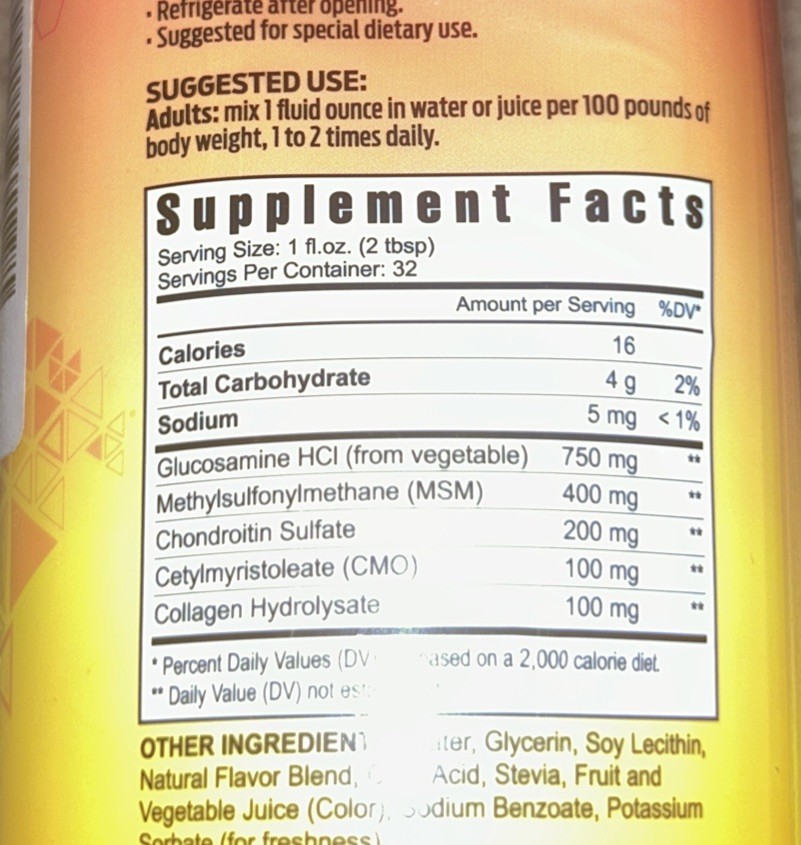 • Refrigerate after opening.
• Suggested for special dietary use.
SUGGESTED USE:
Adults: mix 1 fluid ounce in water or juice per 100 pounds of
body weight, 1 to 2 times daily.
Supplement Facts
Serving Size: 1 fl.oz. (2 tbsp)
Servings Per Container: 32
Amount per Serving %DV*
Calories 16
Total Carbohydrate 4 g 2%
Sodium 5 mg < 1%
Glucosamine HCl (from vegetable) 750 mg **
Methylsulfonylmethane (MSM) 400 mg **
Chondroitin Sulfate 200 mg **
Cetylmyristoleate (CMO) 100 mg **
Collagen Hydrolysate 100 mg **
* Percent Daily Values (DV on a 2,000 calorie diet.
** Daily Value (DV) not
OTHER Glycerin, Soy Lecithin,
Natural Flavor Blend, Acid, Stevia, Fruit and
Vegetable Juice (Color), Sodium Benzoate, Potassium
Sorbate (for freshness)